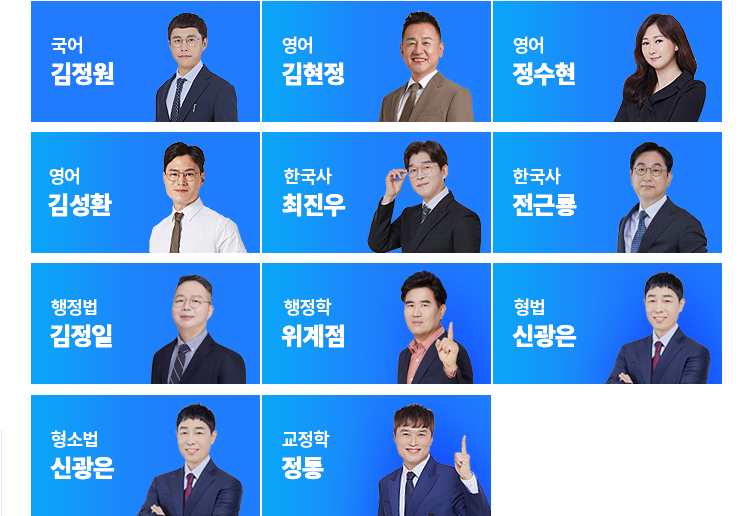 국어
김정원
영어
김현정
영어
정수현
영어
김성환
한국사
최진우
한국사
전근룡
행정법
김정일
행정학
위계점
형법
신광은
형소법
신광은
교정학
정통